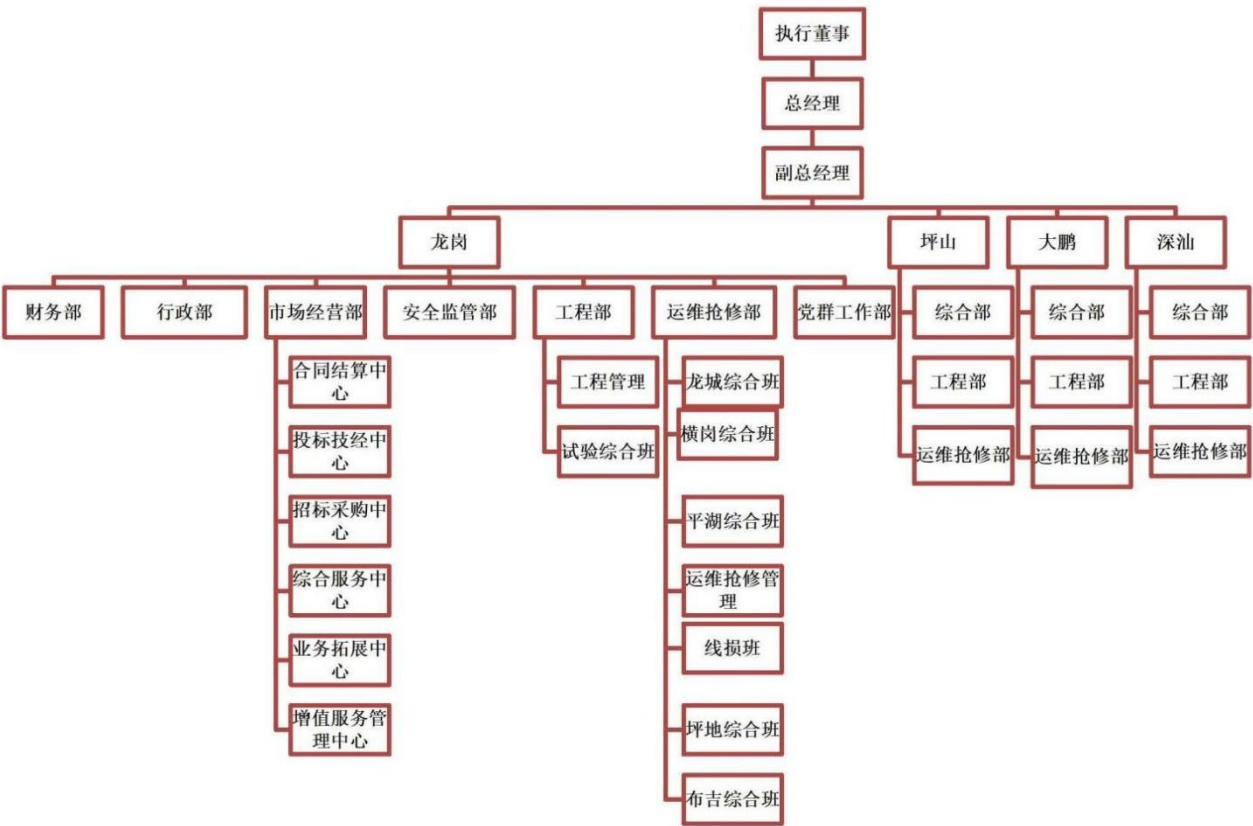 执行董事
总经理
副总经理
龙岗
坪山
大鹏
深汕
财务部
行政部
市场经营部
安全监管部
工程部
运维抢修部
党群工作部
综合部
综合部
综合部
合同结算中
心
工程管理
龙城综合班
工程部
工程部
工程部
投标技经中
心
试验综合班
横岗综合班
运维抢修部
运维抢修部
运维抢修部
招标采购中
心
平湖综合班
综合服务中
心
运维抢修管
理
业务拓展中
心
线损班
增值服务管
理中心
坪地综合班
布吉综合班